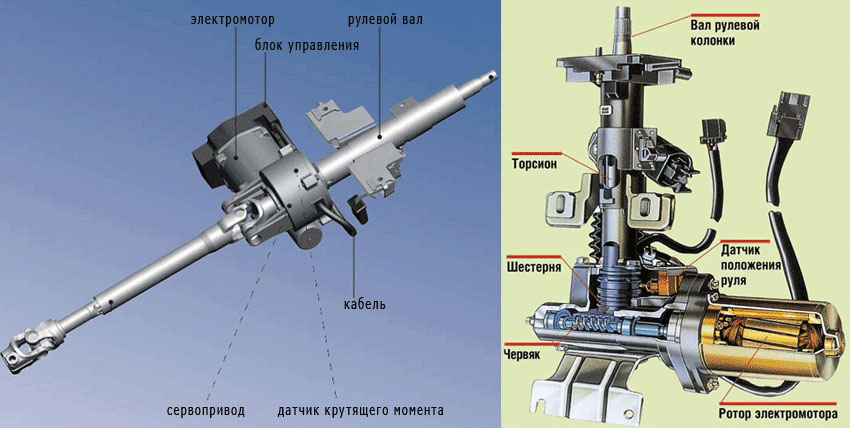 электромотор
рулевой вал
блок управления
кабель
сервопривод
датчик крутящего момента
Вал рулевой
колонки
Торсион
Датчик
положения
руля
Шестерня
Червяк
Ротор электромотора